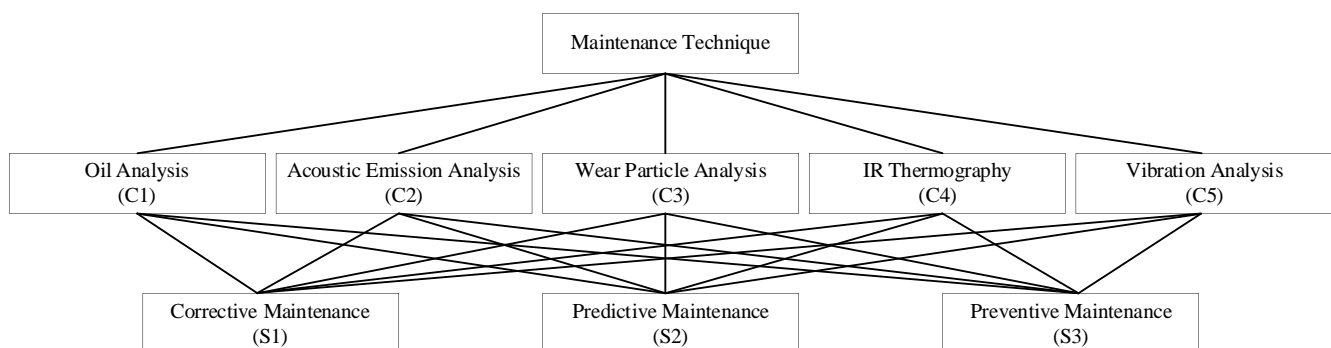 Maintenance Technique
Oil Analysis
(C1)
Acoustic Emission Analysis
(C2)
Wear Particle Analysis
(C3)
IR Thermography
(C4)
Vibration Analysis
(C5)
Corrective Maintenance
(S1)
Predictive Maintenance
(S2)
Preventive Maintenance
(S3)